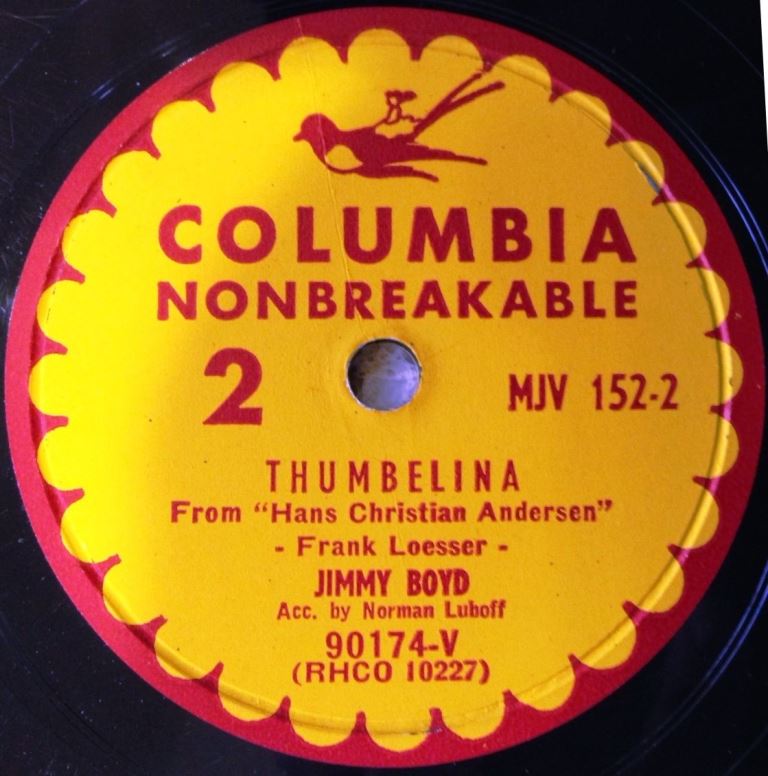 COLUMBIA
NONBREAKABLE
2 MJV 152-2
THUMBELINA
From “Hans Christian Andersen”
- Frank Loesser -
JIMMY BOYD
Acc. by Norman Luboff
90174-V
(RHCO 10227)